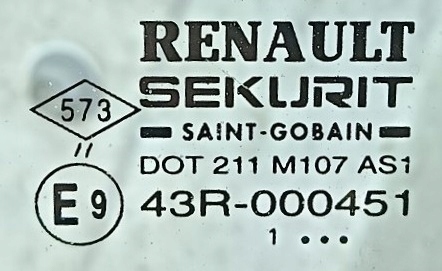 RENAULT
SEKURIT
573
SAINT-GOBAIN
DOT 211 M107 AS1
E 9
43R-000451
1 •••